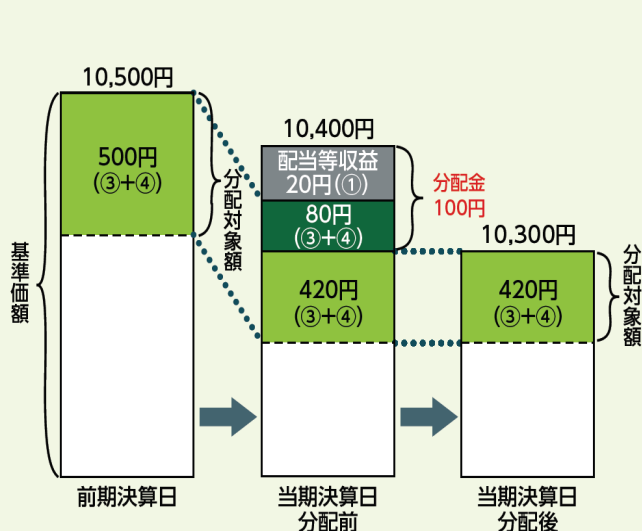 10,500円
500円
(③+④)
分配対象額
基準価額
前期決算日
10,400円
配当等収益
20円(①)
80円
(③+④)
分配金
100円
420円
(③+④)
当期決算日
分配前
10,300円
420円
(③+④)
分配対象額
当期決算日
分配後